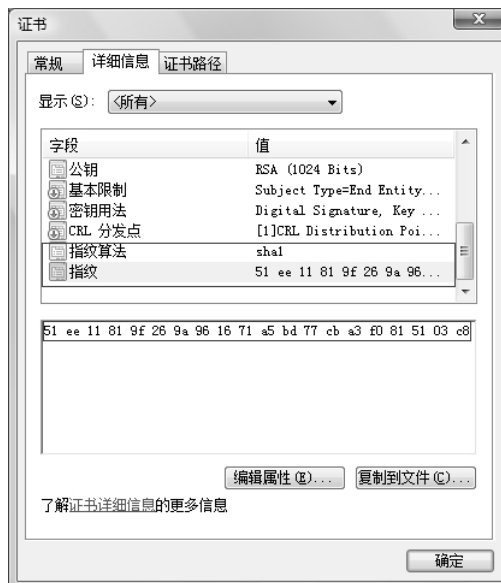 证书
常规 详细信息 证书路径
显示(S): <所有>
字段 值
公钥 RSA (1024 Bits)
基本限制 Subject Type=End Entity...
密钥用法 Digital Signature, Key ...
CRL 分发点 [1]CRL Distribution Poi...
指纹算法 sha1
指纹 51 ee 11 81 9f 26 9a 96...
51 ee 11 81 9f 26 9a 96 16 71 a5 bd 77 cb a3 f0 81 51 03 c8
编辑属性(E)... 复制到文件(C)...
了解证书详细信息的更多信息
确定